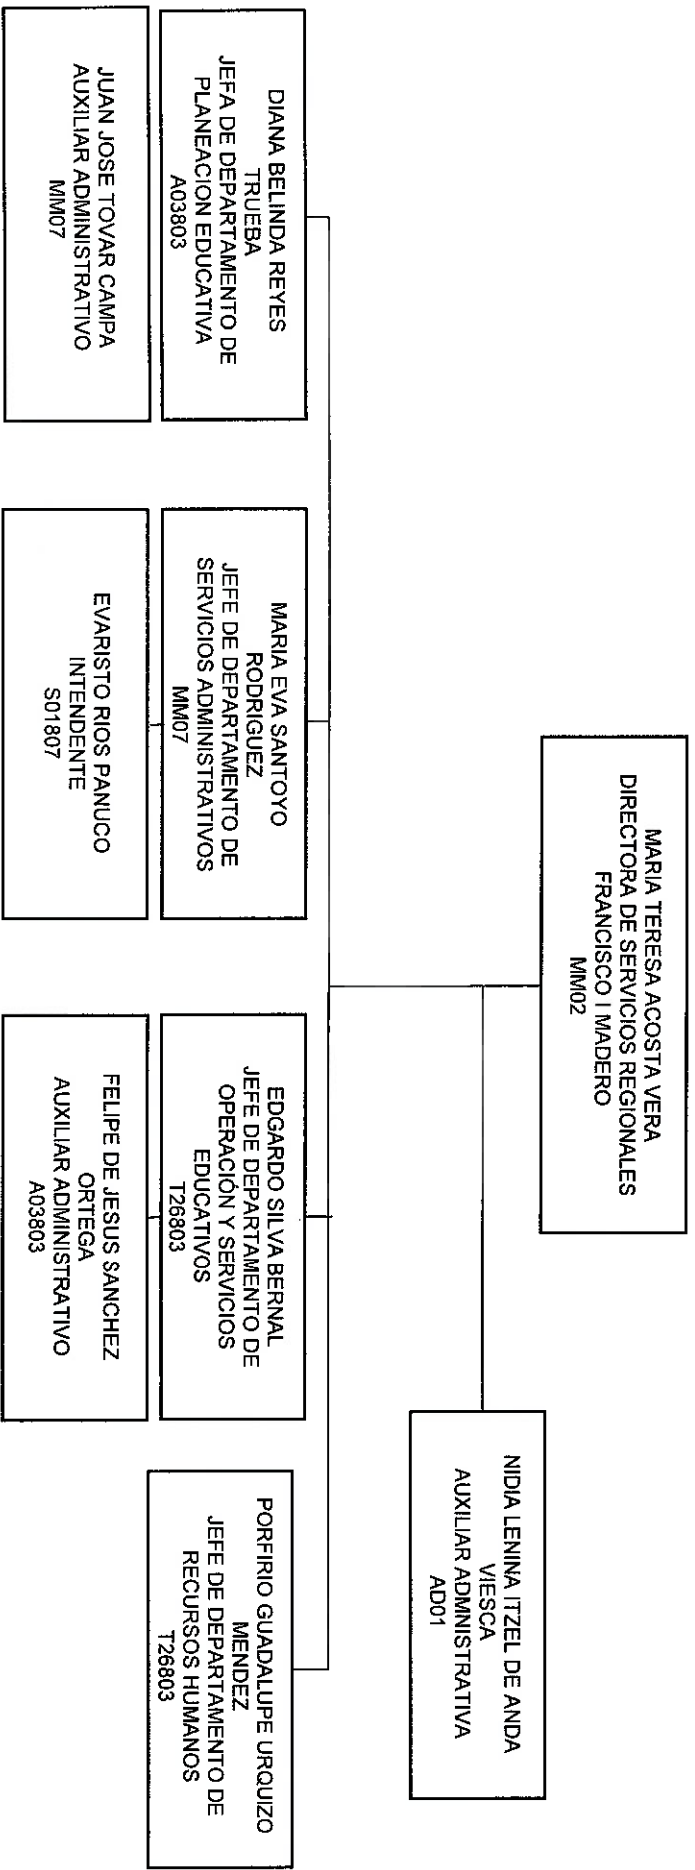 MARIA TERESA ACOSTA VERA
DIRECTORA DE SERVICIOS REGIONALES
FRANCISCO I MADERO
MM02
NIDIA LENINA ITZEL DE ANDA
VIESCA
AUXILIAR ADMNISTRATIVA
AD01
DIANA BELINDA REYES
TRUEBA
JEFA DE DEPARTAMENTO DE
PLANEACION EDUCATIVA
A03803
MARIA EVA SANTOYO
RODRIGUEZ
JEFE DE DEPARTAMENTO DE
SERVICIOS ADMINISTRATIVOS
MM07
EDGARDO SILVA BERNAL
JEFE DE DEPARTAMENTO DE
OPERACIÓN Y SERVICIOS
EDUCATIVOS
T26803
PORFIRIO GUADALUPE URQUIZO
MENDEZ
JEFE DE DEPARTAMENTO DE
RECURSOS HUMANOS
T26803
JUAN JOSE TOVAR CAMPA
AUXILIAR ADMINISTRATIVO
MM07
EVARISTO RIOS PANUCO
INTENDENTE
S01807
FELIPE DE JESUS SANCHEZ
ORTEGA
AUXILIAR ADMINISTRATIVO
A03803